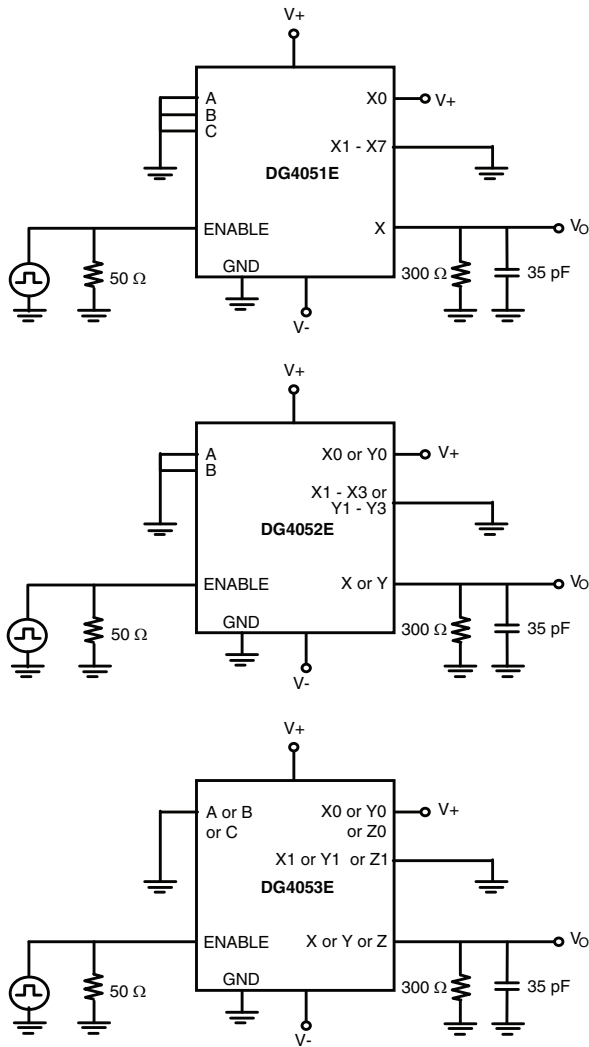 V+
A
B
C
X0
V+
X1 - X7
DG4051E
ENABLE
X
VO
50 Ω
GND
300 Ω
35 pF
V-
V+
A
B
X0 or Y0
V+
X1 - X3 or
Y1 - Y3
DG4052E
ENABLE
X or Y
VO
50 Ω
GND
300 Ω
35 pF
V-
V+
A or B
or C
X0 or Y0
or Z0
V+
X1 or Y1 or Z1
DG4053E
ENABLE
X or Y or Z
VO
50 Ω
GND
300 Ω
35 pF
V-